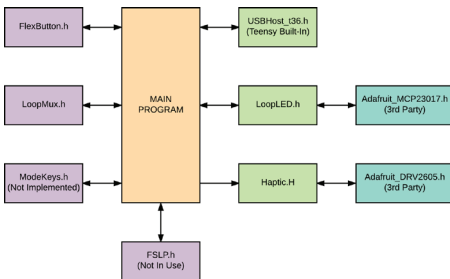 FlexButton.h
USBHost_t36.h
(Teensy Built-In)
LoopMux.h
MAIN
PROGRAM
LoopLED.h
Adafruit_MCP23017.h
(3rd Party)
ModeKeys.h
(Not Implemented)
Haptic.H
Adafruit_DRV2605.h
(3rd Party)
FSLP.h
(Not In Use)